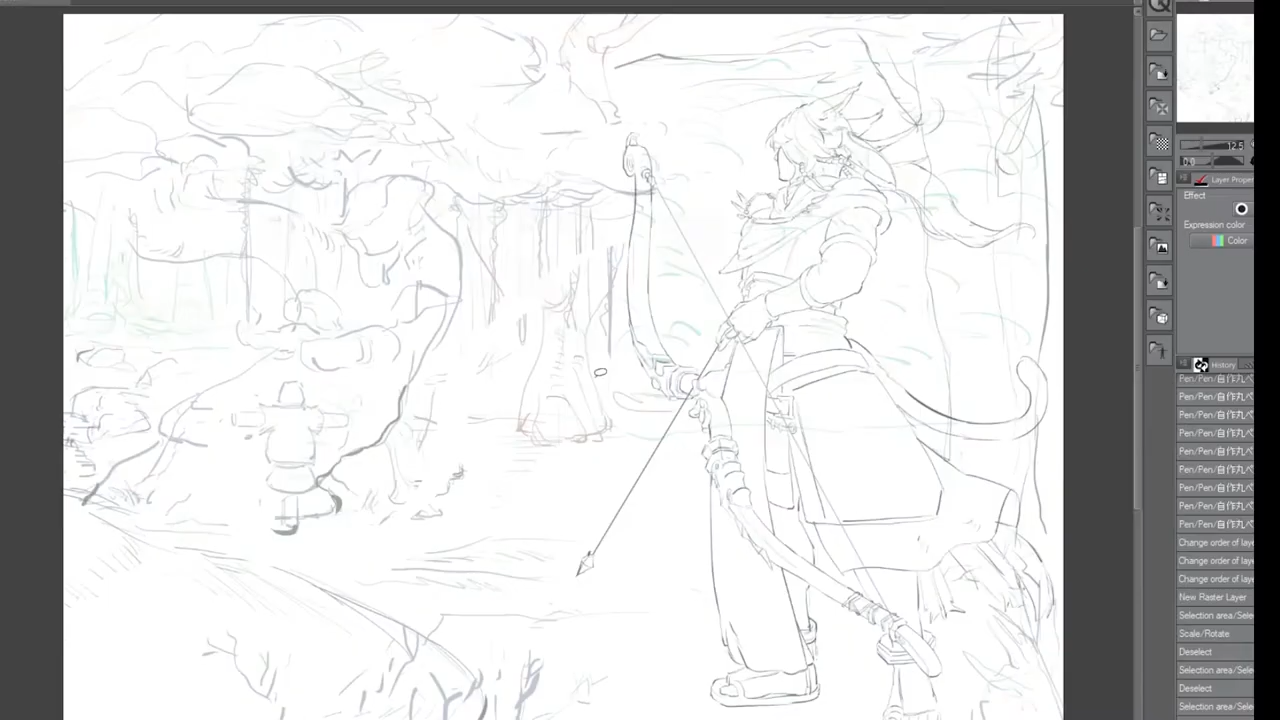 12.5
0.0
Layer Prope
Effect
Expression color
Color
History
Pen/Pen/自作丸ペ
Pen/Pen/自作丸ペ
Pen/Pen/自作丸ペ
Pen/Pen/自作丸ペ
Pen/Pen/自作丸ペ
Pen/Pen/自作丸ペ
Pen/Pen/自作丸ペ
Pen/Pen/自作丸ペ
Pen/Pen/自作丸ペ
Change order of laye
Change order of laye
Change order of laye
New Raster Layer
Selection area/Sele
Scale/Rotate
Deselect
Selection area/Sele
Deselect
Selection area/Sele